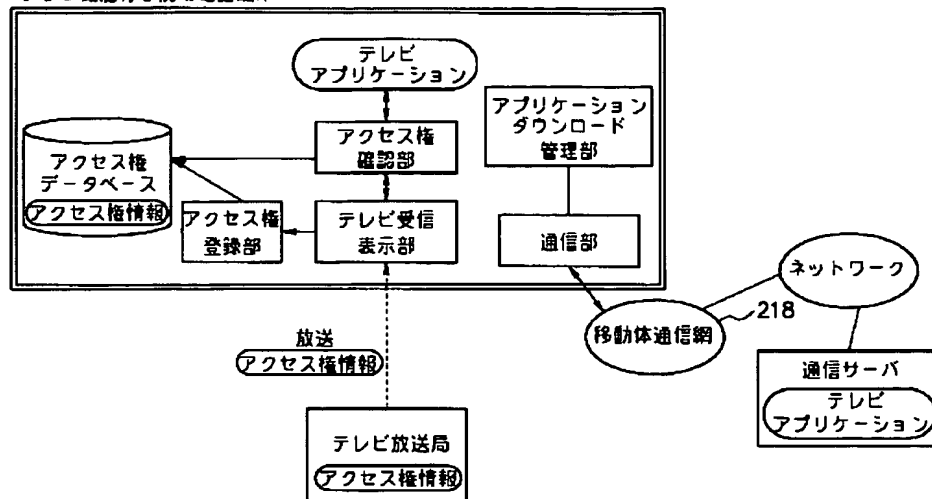 テレビ
アプリケーション
アプリケーション
ダウンロード
管理部
アクセス権
確認部
アクセス権
データベース
アクセス権情報
アクセス権
登録部
テレビ受信
表示部
通信部
ネットワーク
218
移動体通信網
放送
アクセス権情報
通信サーバ
テレビ
アプリケーション
テレビ放送局
アクセス権情報